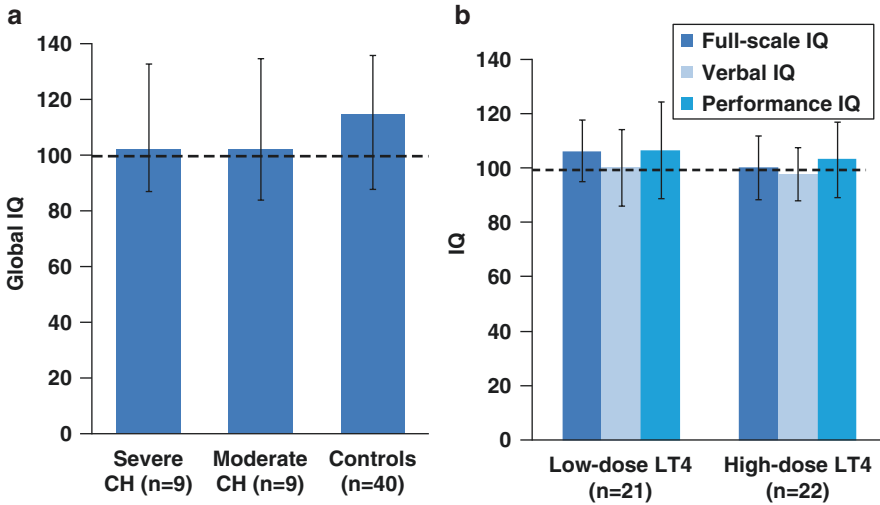 a
140
120
100
80
60
40
20
0
Global IQ
Severe CH (n=9)
Moderate CH (n=9)
Controls (n=40)
b
Full-scale IQ
Verbal IQ
Performance IQ
140
120
100
80
60
40
20
0
IQ
Low-dose LT4 (n=21)
High-dose LT4 (n=22)